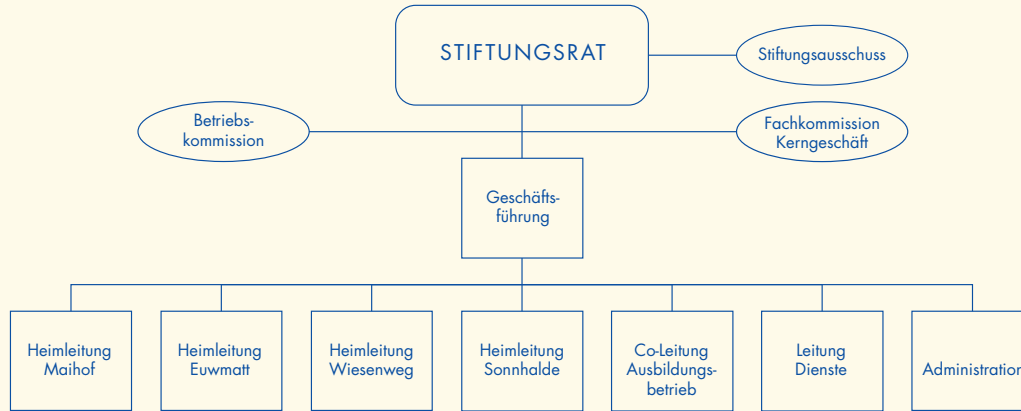 STIFTUNGSRAT
Stiftungsausschuss
Betriebs-
kommission
Fachkommission
Kerngeschäft
Geschäfts-
führung
Heimleitung
Maihof
Heimleitung
Euwmatt
Heimleitung
Wiesenweg
Heimleitung
Sonnhalde
Co-Leitung
Ausbildungs-
betrieb
Leitung
Dienste
Administration